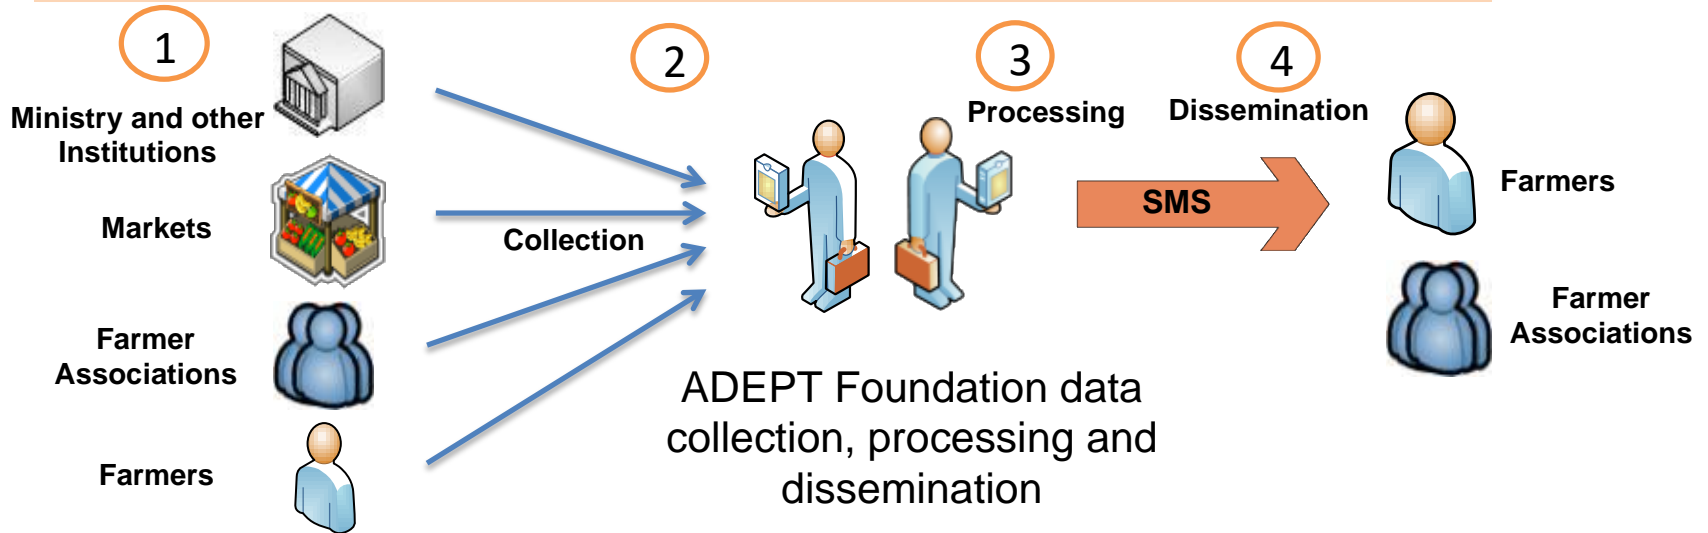 1
2
3
4
Ministry and other
Institutions
Markets
Farmer
Associations
Farmers
Collection
Processing
Dissemination
SMS
Farmers
Farmer
Associations
ADEPT Foundation data
collection, processing and
dissemination